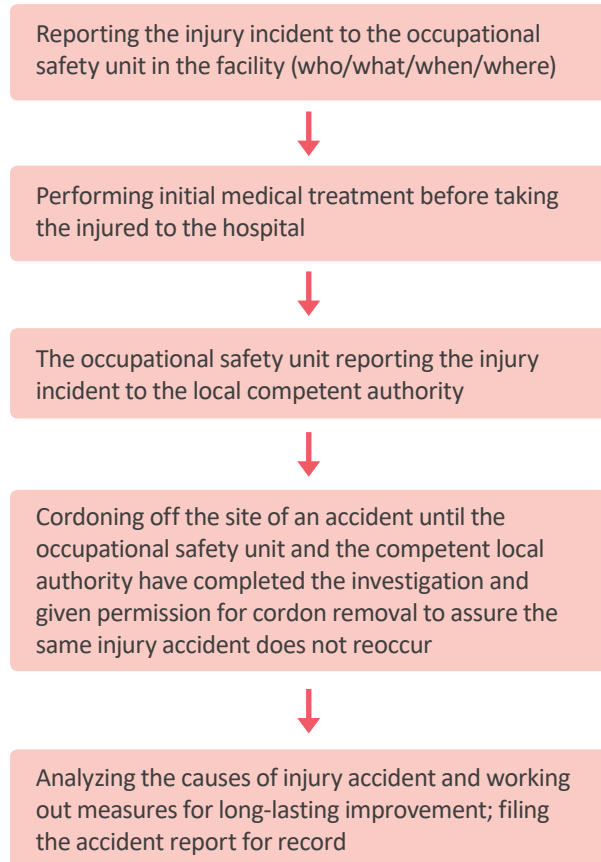 Reporting the injury incident to the occupational
safety unit in the facility (who/what/when/where)
Performing initial medical treatment before taking
the injured to the hospital
The occupational safety unit reporting the injury
incident to the local competent authority
Cordoning off the site of an accident until the
occupational safety unit and the competent local
authority have completed the investigation and
given permission for cordon removal to assure the
same injury accident does not reoccur
Analyzing the causes of injury accident and working
out measures for long-lasting improvement; filing
the accident report for record